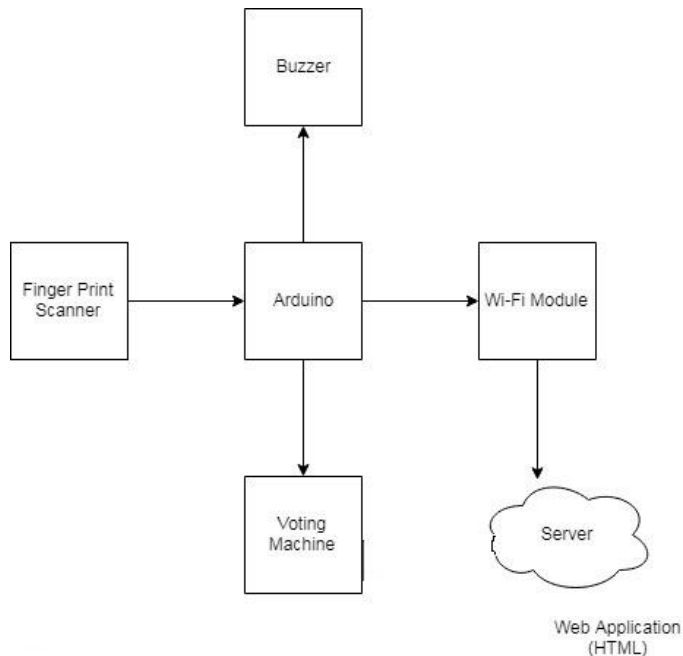 Buzzer
Finger Print
Scanner
Arduino
Wi-Fi Module
Voting
Machine
Server
Web Application
(HTML)